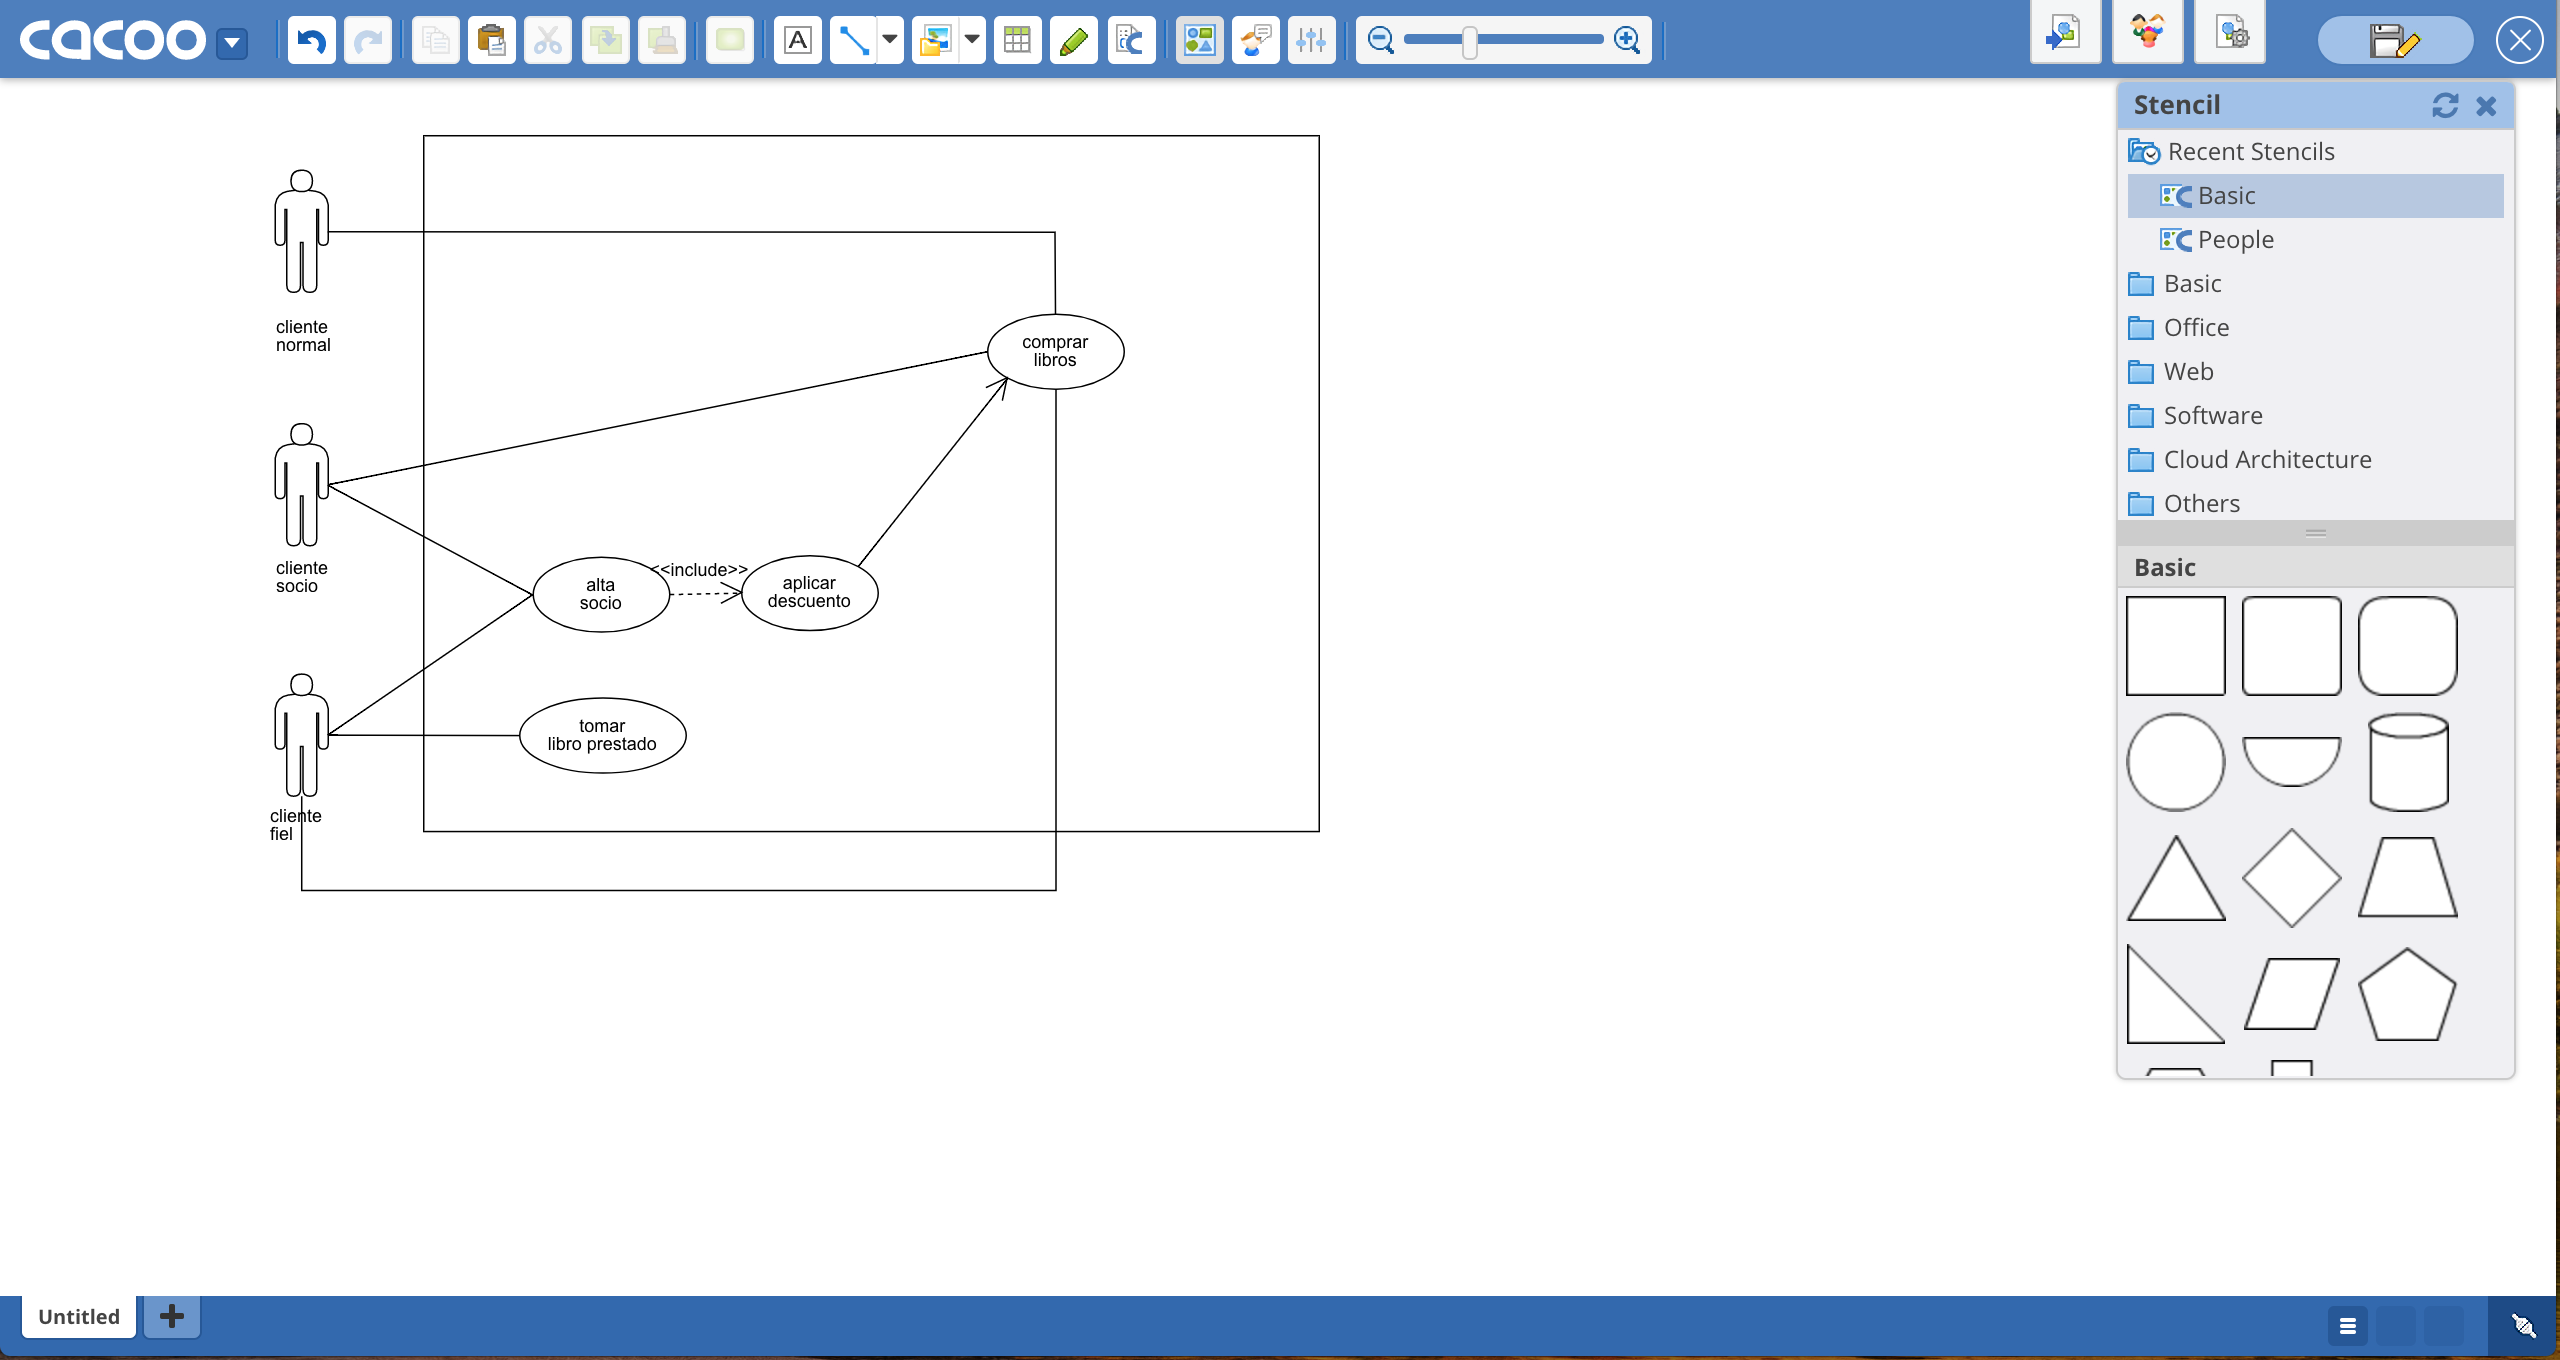 cacoo
A
Stencil
Recent Stencils
Basic
People
Basic
Office
Web
Software
Cloud Architecture
Others
Basic
cliente
normal
comprar
libros
cliente
socio
<<include>>
alta
socio
aplicar
descuento
tomar
libro prestado
cliente
fiel
Untitled